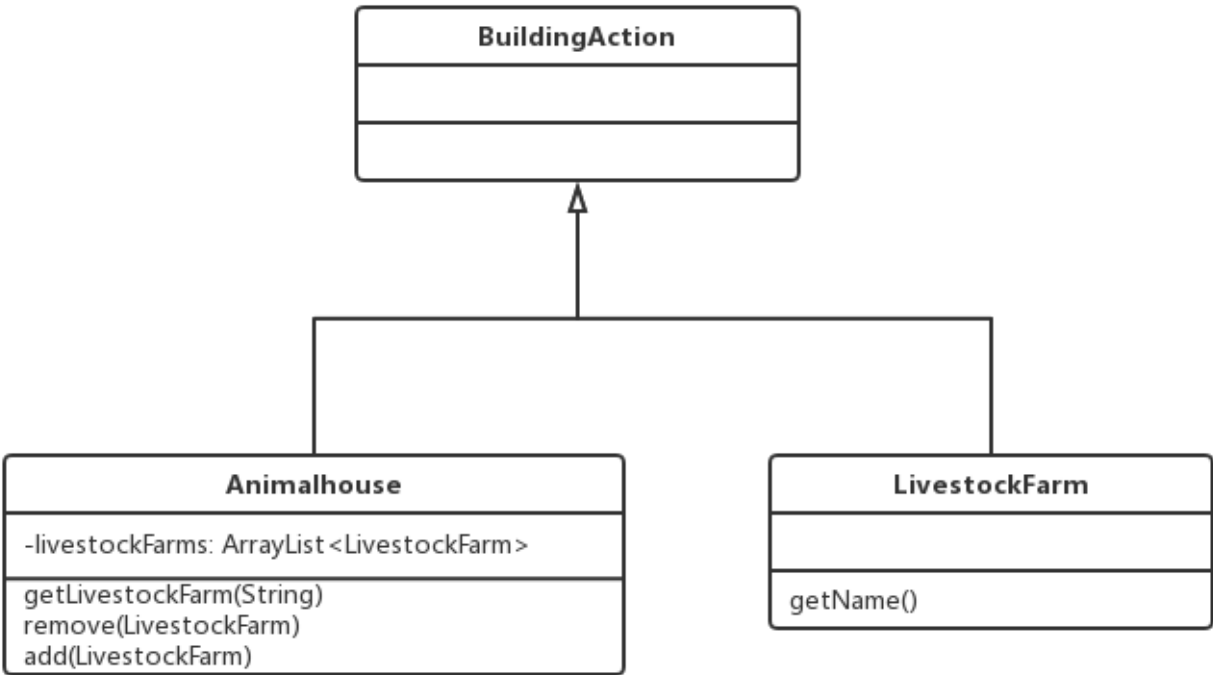 BuildingAction
Animalhouse
-livestockFarms: ArrayList<LivestockFarm>
getLivestockFarm(String)
remove(LivestockFarm)
add(LivestockFarm)
LivestockFarm
getName()